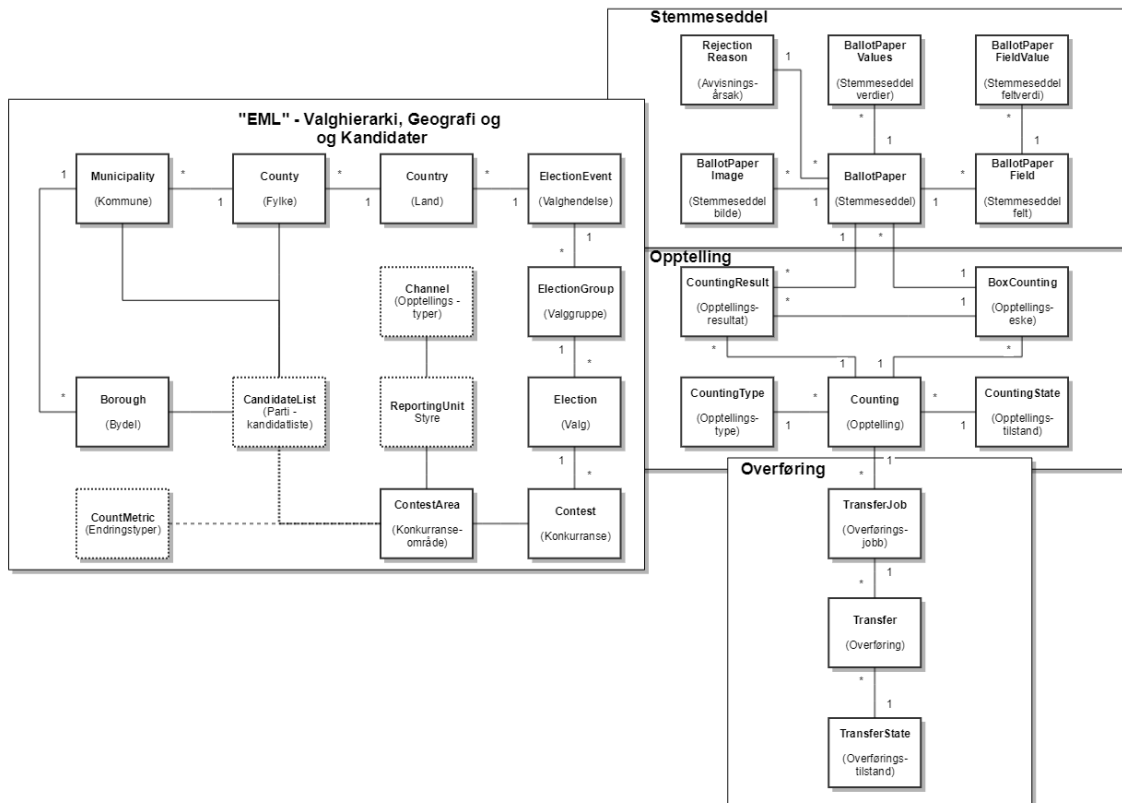 Stemmeseddel
Rejection
Reason
(Avvisnings-
årsak)
1
BallotPaper
Values
(Stemmeseddel
verdier)
*
1
BallotPaper
FieldValue
(Stemmeseddel
feltverdi)
*
1
BallotPaper
Image
(Stemmeseddel
bilde)
*
1
*
BallotPaper
(Stemmeseddel)
*
1
BallotPaper
Field
(Stemmeseddel
felt)
1
*
"EML" - Valghierarki, Geografi og
og Kandidater
1
Municipality
(Kommune)
*
1
County
(Fylke)
*
1
Country
(Land)
*
1
ElectionEvent
(Valghendelse)
1
*
Channel
(Opptellings -
typer)
ElectionGroup
(Valggruppe)
1
*
*
Borough
(Bydel)
CandidateList
(Parti -
kandidatliste)
ReportingUnit
Styre
Election
(Valg)
1
*
CountMetric
(Endringstyper)
ContestArea
(Konkurranse-
område)
Contest
(Konkurranse)
Opptelling
CountingResult
(Opptellings-
resultat)
*
*
1
1
BoxCounting
(Opptellings-
eske)
*
1
1
*
CountingType
(Opptellings-
type)
*
1
Counting
(Opptelling)
*
1
CountingState
(Opptellings-
tilstand)
Overføring
1
*
TransferJob
(Overførings-
jobb)
1
*
Transfer
(Overføring)
*
1
TransferState
(Overførings-
tilstand)